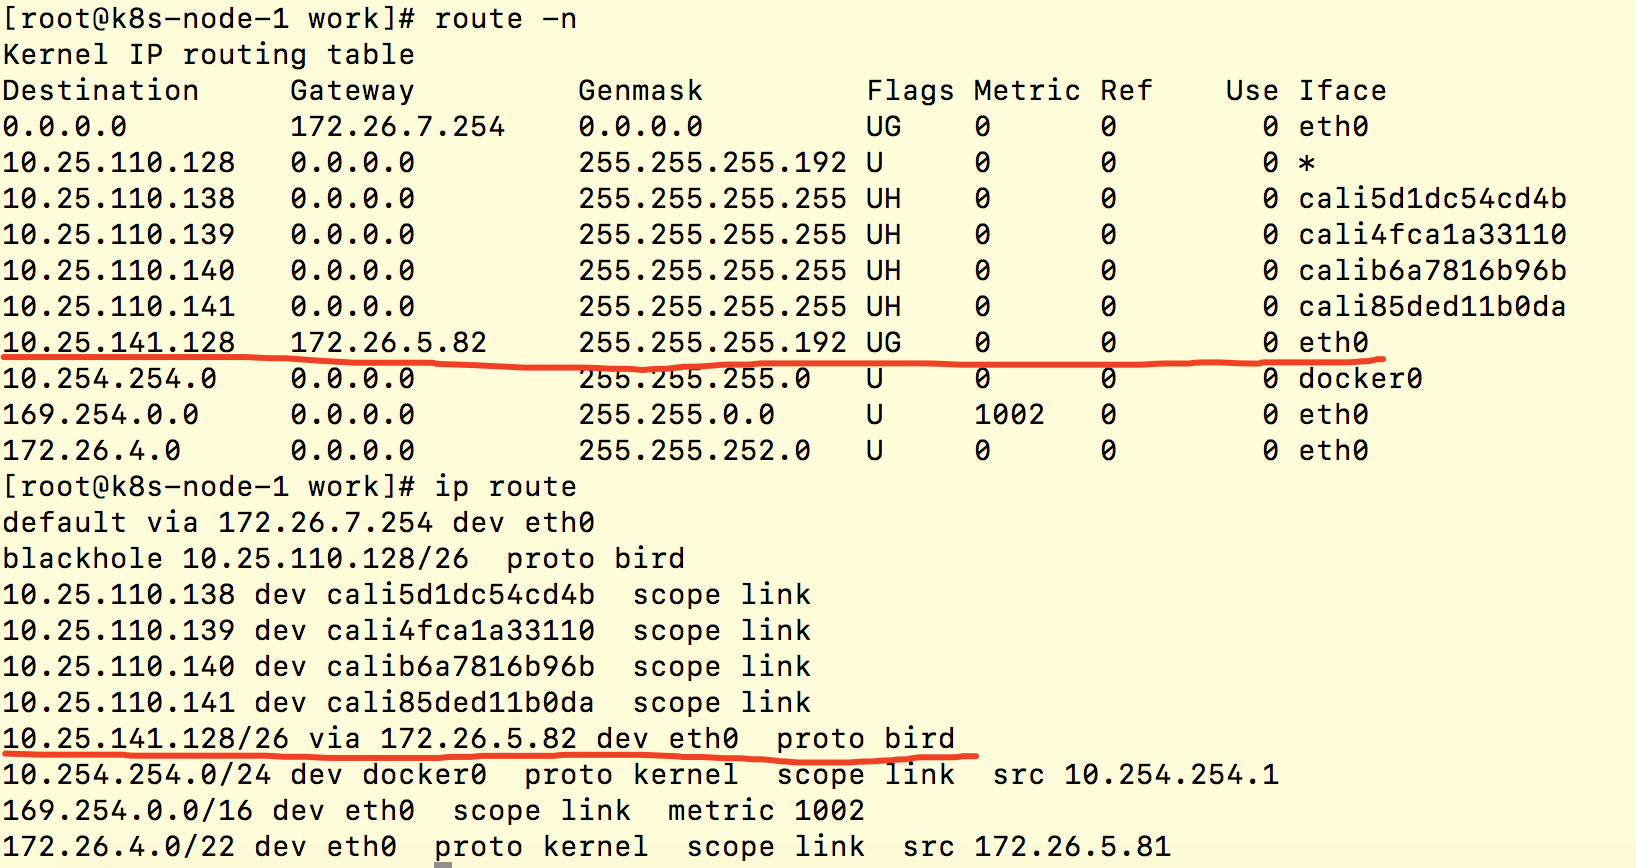 [root@k8s-node-1 work]# route -n
Kernel IP routing table
Destination     Gateway         Genmask         Flags Metric Ref    Use Iface
0.0.0.0         172.26.7.254    0.0.0.0         UG    0      0        0 eth0
10.25.110.128   0.0.0.0         255.255.255.192 U     0      0        0 *
10.25.110.138   0.0.0.0         255.255.255.255 UH    0      0        0 cali5d1dc54cd4b
10.25.110.139   0.0.0.0         255.255.255.255 UH    0      0        0 cali4fca1a33110
10.25.110.140   0.0.0.0         255.255.255.255 UH    0      0        0 calib6a7816b96b
10.25.110.141   0.0.0.0         255.255.255.255 UH    0      0        0 cali85ded11b0da
10.25.141.128   172.26.5.82     255.255.255.192 UG    0      0        0 eth0
10.254.254.0    0.0.0.0         255.255.255.0   U     0      0        0 docker0
169.254.0.0     0.0.0.0         255.255.0.0     U     1002   0        0 eth0
172.26.4.0      0.0.0.0         255.255.252.0   U     0      0        0 eth0
[root@k8s-node-1 work]# ip route
default via 172.26.7.254 dev eth0
blackhole 10.25.110.128/26  proto bird
10.25.110.138 dev cali5d1dc54cd4b  scope link
10.25.110.139 dev cali4fca1a33110  scope link
10.25.110.140 dev calib6a7816b96b  scope link
10.25.110.141 dev cali85ded11b0da  scope link
10.25.141.128/26 via 172.26.5.82 dev eth0  proto bird
10.254.254.0/24 dev docker0  proto kernel  scope link  src 10.254.254.1
169.254.0.0/16 dev eth0  scope link  metric 1002
172.26.4.0/22 dev eth0  proto kernel  scope link  src 172.26.5.81